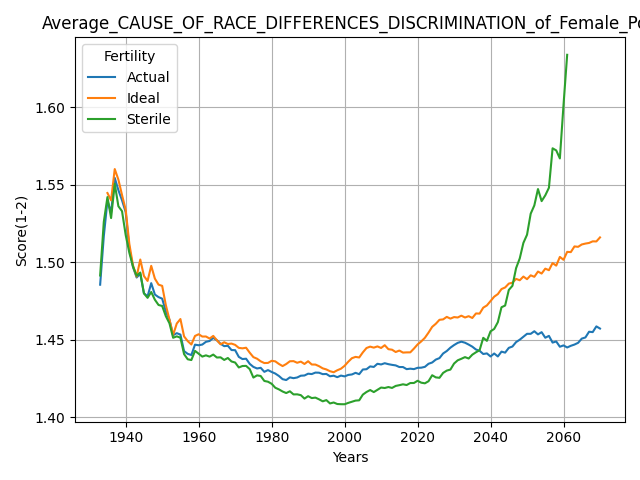 Average_CAUSE_OF_RACE_DIFFERENCES_DISCRIMINATION_of_Female_Po
Fertility
Actual
Ideal
Sterile
Score(1-2)
1.60
1.55
1.50
1.45
1.40
1940 1960 1980 2000 2020 2040 2060
Years